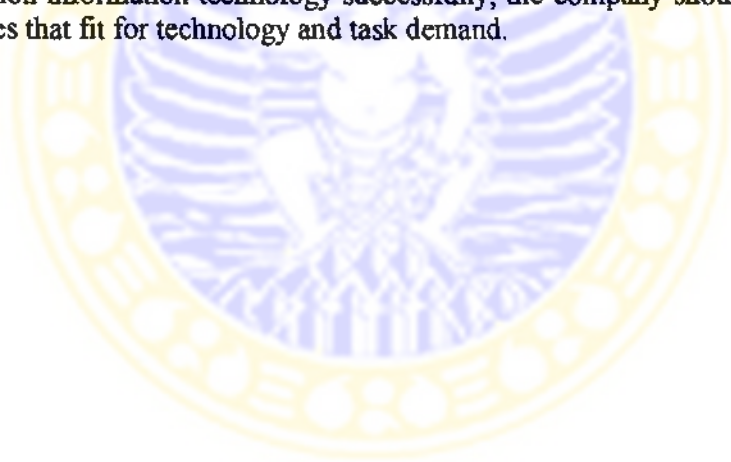 information technology successfully, the company
es that fit for technology and task demand.